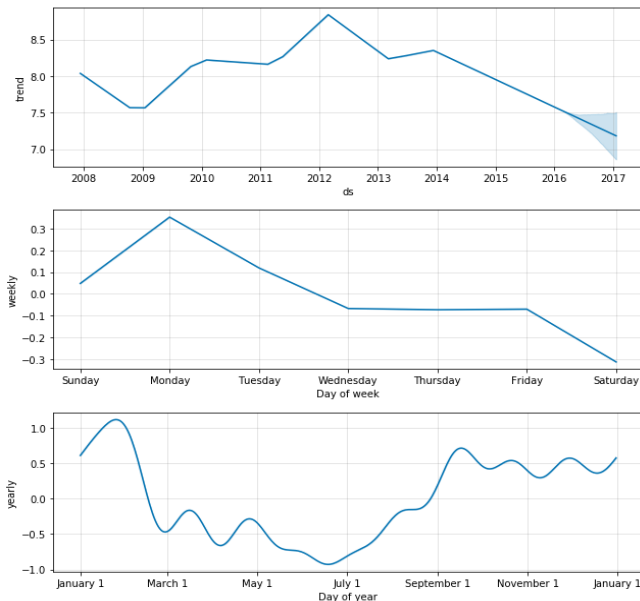 8.5
8.0
7.5
7.0
trend
2008 2009 2010 2011 2012 2013 2014 2015 2016 2017
ds
0.3
0.2
0.1
0.0
−0.1
−0.2
−0.3
weekly
Sunday Monday Tuesday Wednesday Thursday Friday Saturday
Day of week
1.0
0.5
0.0
−0.5
−1.0
yearly
January 1 March 1 May 1 July 1 September 1 November 1 January 1
Day of year